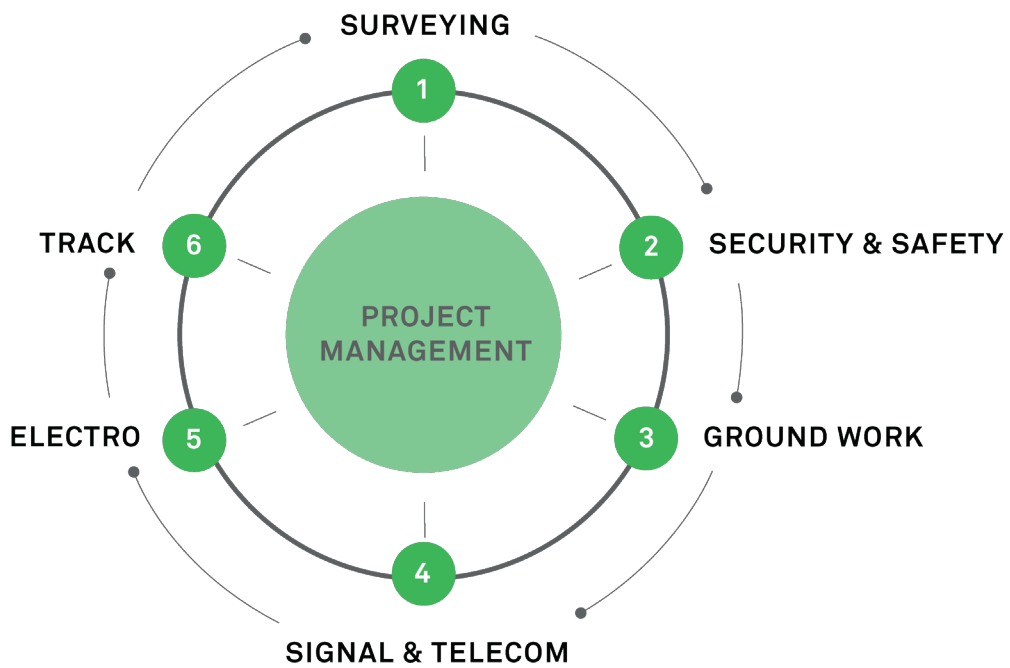 SURVEYING
1
2
SECURITY & SAFETY
3
GROUND WORK
4
SIGNAL & TELECOM
5
ELECTRO
6
TRACK
PROJECT
MANAGEMENT